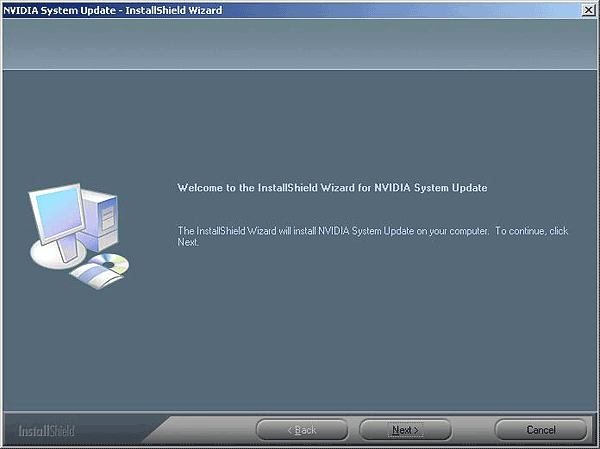 NVIDIA System Update - InstallShield Wizard
Welcome to the InstallShield Wizard for NVIDIA System Update
The InstallShield Wizard will install NVIDIA System Update on your computer. To continue, click
Next.
InstallShield
< Back
Next >
Cancel